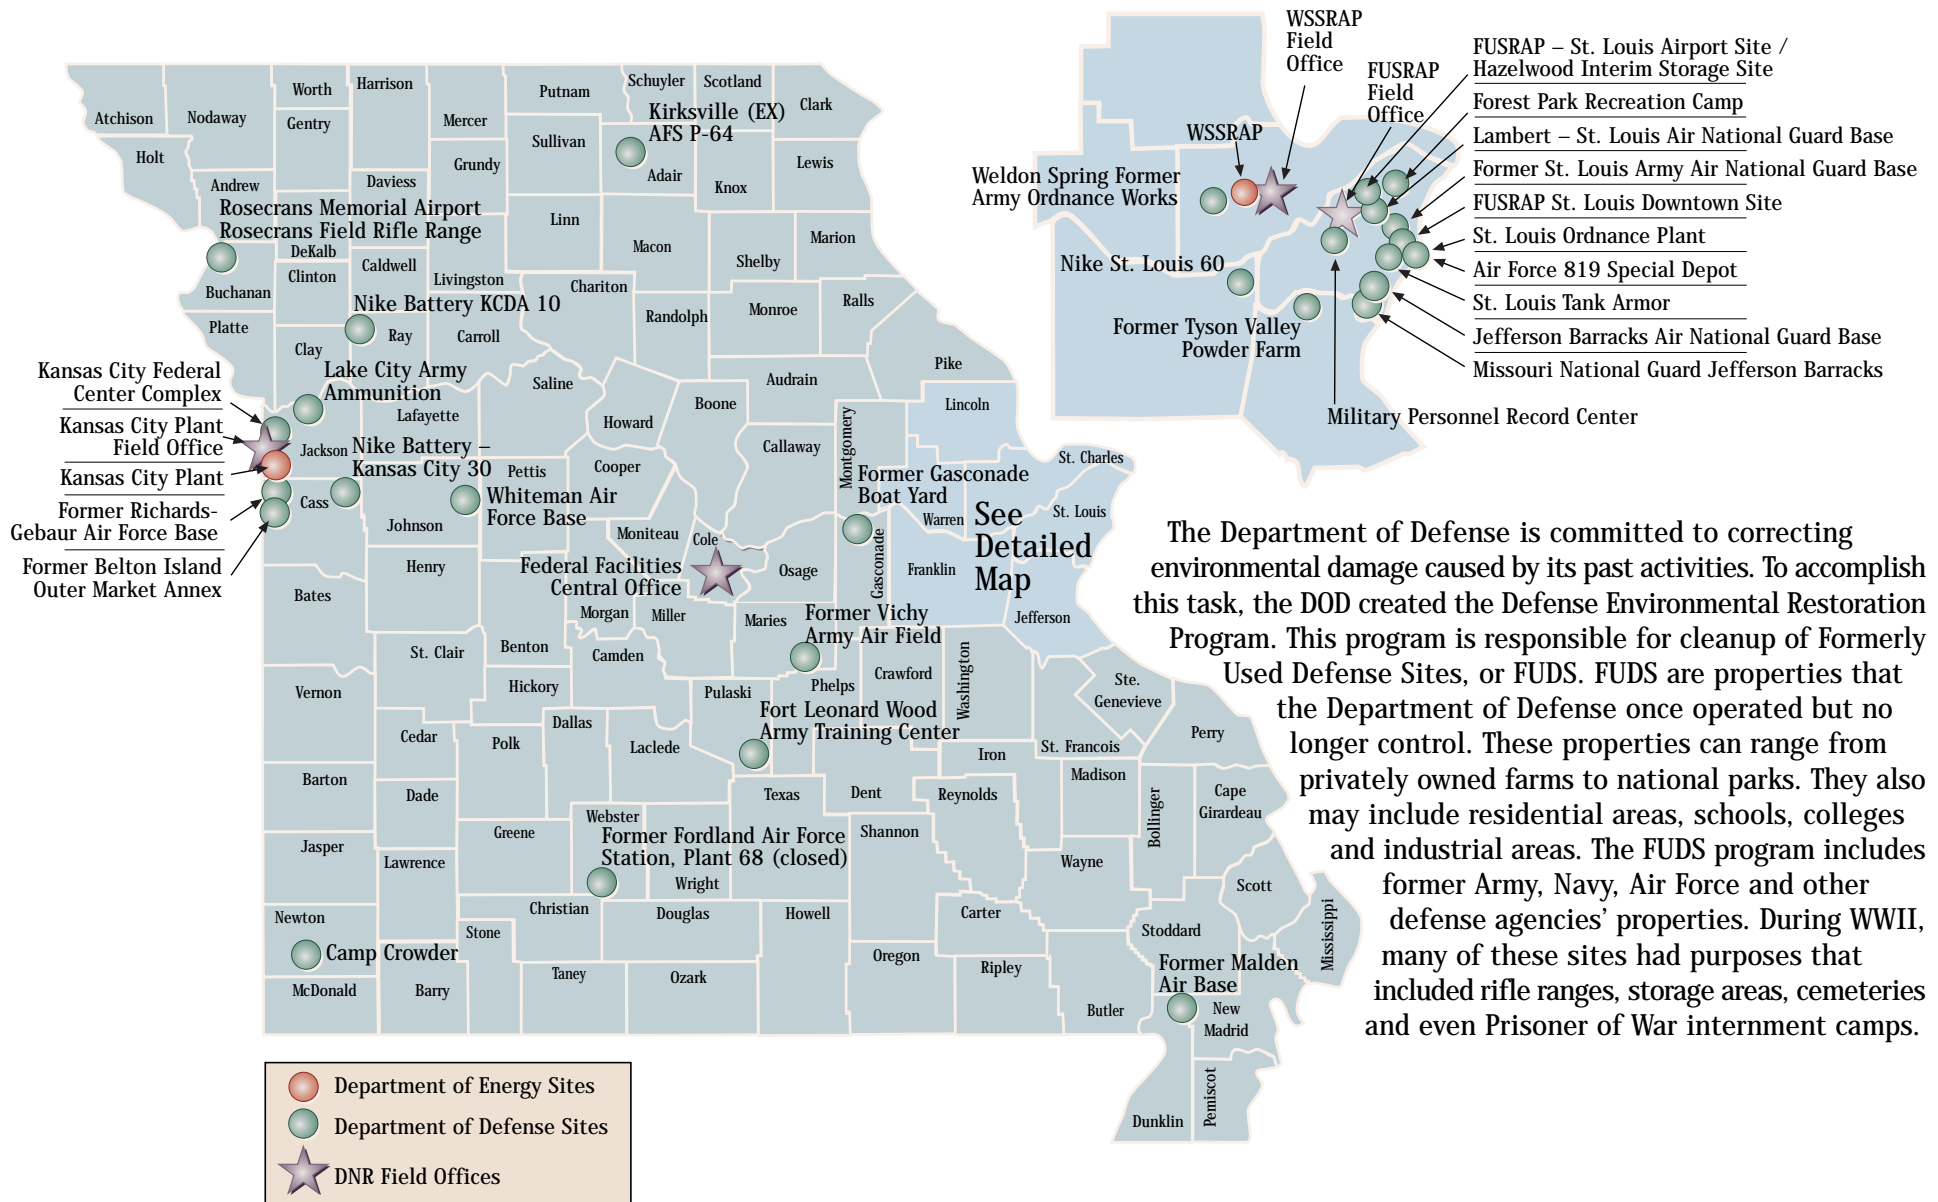 Atchison
Nodaway
Worth
Harrison
Gentry
Mercer
Putnam
Schuyler
Scotland
Clark
Sullivan
Kirksville (EX)
AFS P-64
Adair
Knox
Lewis
Holt
Andrew
Daviess
Grundy
Rosecrans Memorial Airport
Rosecrans Field Rifle Range
DeKalb
Linn
Macon
Shelby
Marion
Buchanan
Clinton
Caldwell
Livingston
Chariton
Nike Battery KCDA 10
Randolph
Monroe
Ralls
Platte
Clay
Ray
Carroll
Pike
Kansas City Federal
Center Complex
Kansas City Plant
Field Office
Kansas City Plant
Former Richards-
Gebaur Air Force Base
Former Belton Island
Outer Market Annex
Lake City Army
Ammunition
Lafayette
Saline
Howard
Boone
Audrain
Lincoln
Montgomery
Callaway
Jackson
Nike Battery –
Kansas City 30
Pettis
Cooper
Cass
Johnson
Whiteman Air
Force Base
Moniteau
Cole
Former Gasconade
Boat Yard
Warren
St. Charles
St. Louis
See
Detailed
Map
Franklin
Jefferson
Gasconade
Osage
Federal Facilities
Central Office
Henry
Bates
Morgan
Miller
Maries
Former Vichy
Army Air Field
Benton
St. Clair
Camden
Crawford
Washington
Phelps
Pulaski
Ste.
Genevieve
Vernon
Hickory
Dallas
Cedar
Polk
Laclede
Fort Leonard Wood
Army Training Center
Iron
St. Francois
Perry
Madison
Barton
Dade
Texas
Dent
Reynolds
Bollinger
Cape
Girardeau
Webster
Greene
Former Fordland Air Force
Station, Plant 68 (closed)
Wright
Shannon
Wayne
Jasper
Lawrence
Scott
Mississippi
Newton
Camp Crowder
Christian
Stone
Douglas
Howell
Carter
Stoddard
Oregon
Ripley
Butler
Former Malden
Air Base
New
Madrid
McDonald
Barry
Taney
Ozark
Dunklin
Pemiscot
WSSRAP
Field
Office
FUSRAP
Field
Office
WSSRAP
Weldon Spring Former
Army Ordnance Works
Nike St. Louis 60
Former Tyson Valley
Powder Farm
FUSRAP – St. Louis Airport Site /
Hazelwood Interim Storage Site
Forest Park Recreation Camp
Lambert – St. Louis Air National Guard Base
Former St. Louis Army Air National Guard Base
FUSRAP St. Louis Downtown Site
St. Louis Ordnance Plant
Air Force 819 Special Depot
St. Louis Tank Armor
Jefferson Barracks Air National Guard Base
Missouri National Guard Jefferson Barracks
Military Personnel Record Center
The Department of Defense is committed to correcting
environmental damage caused by its past activities. To accomplish
this task, the DOD created the Defense Environmental Restoration
Program. This program is responsible for cleanup of Formerly
Used Defense Sites, or FUDS. FUDS are properties that
the Department of Defense once operated but no
longer control. These properties can range from
privately owned farms to national parks. They also
may include residential areas, schools, colleges
and industrial areas. The FUDS program includes
former Army, Navy, Air Force and other
defense agencies’ properties. During WWII,
many of these sites had purposes that
included rifle ranges, storage areas, cemeteries
and even Prisoner of War internment camps.
Department of Energy Sites
Department of Defense Sites
DNR Field Offices